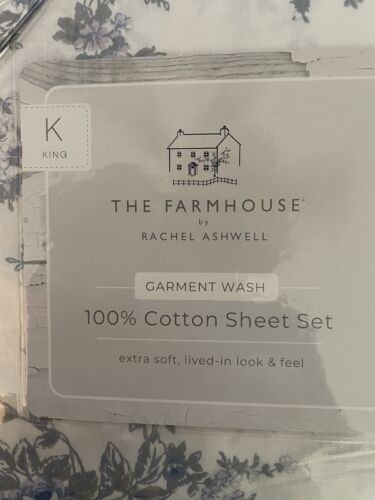 K
KING
THE FARMHOUSE®
by
RACHEL ASHWELL
GARMENT WASH
100% Cotton Sheet Set
extra soft, lived-in look & feel